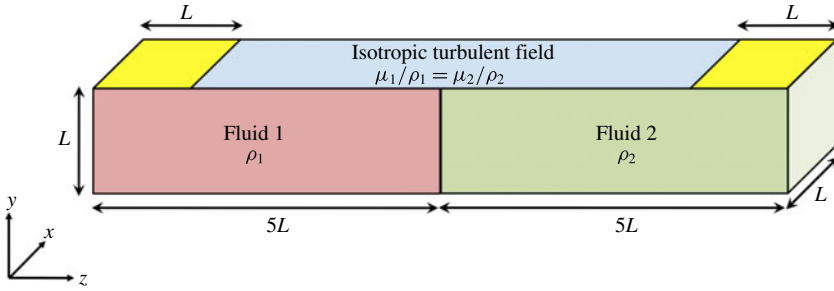 L
L
Isotropic turbulent field
μ₁/ρ₁ = μ₂/ρ₂
L
Fluid 1
ρ₁
Fluid 2
ρ₂
L
5L
5L
y
x
z